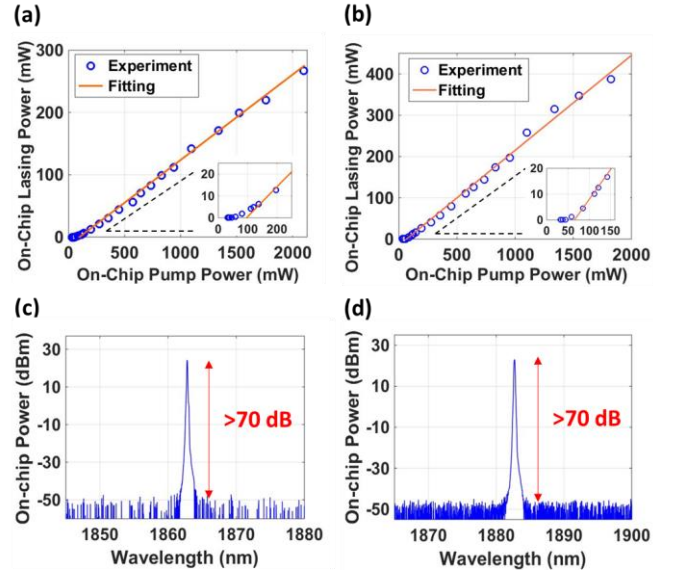 (a)
300
200
100
0
On-Chip Lasing Power (mW)
Experiment
Fitting
20
10
0
0 100 200
0 500 1000 1500 2000
On-Chip Pump Power (mW)
(b)
400
300
200
100
0
On-Chip Lasing Power (mW)
Experiment
Fitting
20
10
0
0 50 100 150
0 500 1000 1500 2000
On-Chip Pump Power (mW)
(c)
30
10
-10
-30
-50
On-chip Power (dBm)
>70 dB
1850 1860 1870 1880
Wavelength (nm)
(d)
30
10
-10
-30
-50
On-chip Power (dBm)
>70 dB
1870 1880 1890 1900
Wavelength (nm)